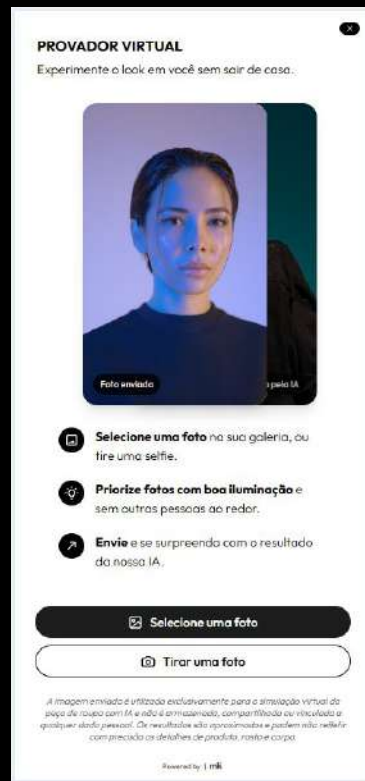 PROVADOR VIRTUAL
Experimente o look em você sem sair de casa.
Foto enviada
pela IA
Selecione uma foto na sua galeria, ou
tire uma selfie.
Priorize fotos com boa iluminação e
sem outras pessoas ao redor.
Envie e se surpreenda com o resultado
da nossa IA.
Selecione uma foto
Tirar uma foto
A imagem enviada é utilizada exclusivamente para a simulação virtual da
peça de roupa com IA e não é armazenada, compartilhada ou vinculada a
qualquer dado pessoal. Os resultados são aproximados e podem não refletir
com precisão os detalhes de produto, rosto e corpo.
Powered by